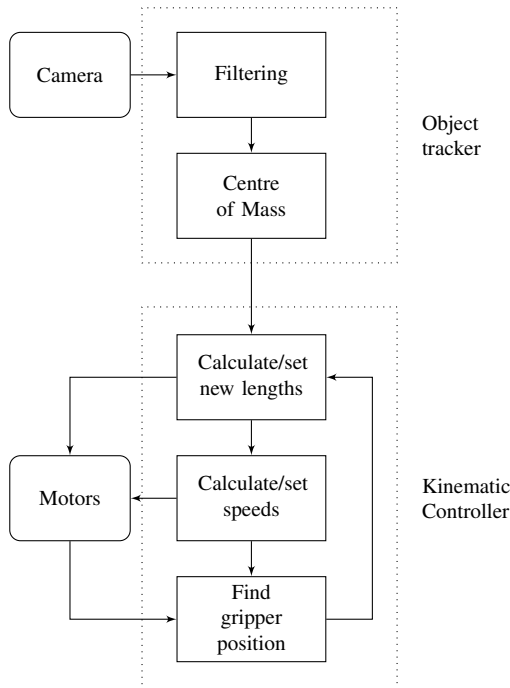 Camera
Filtering
Object
tracker
Centre
of Mass
Calculate/set
new lengths
Motors
Calculate/set
speeds
Kinematic
Controller
Find
gripper
position